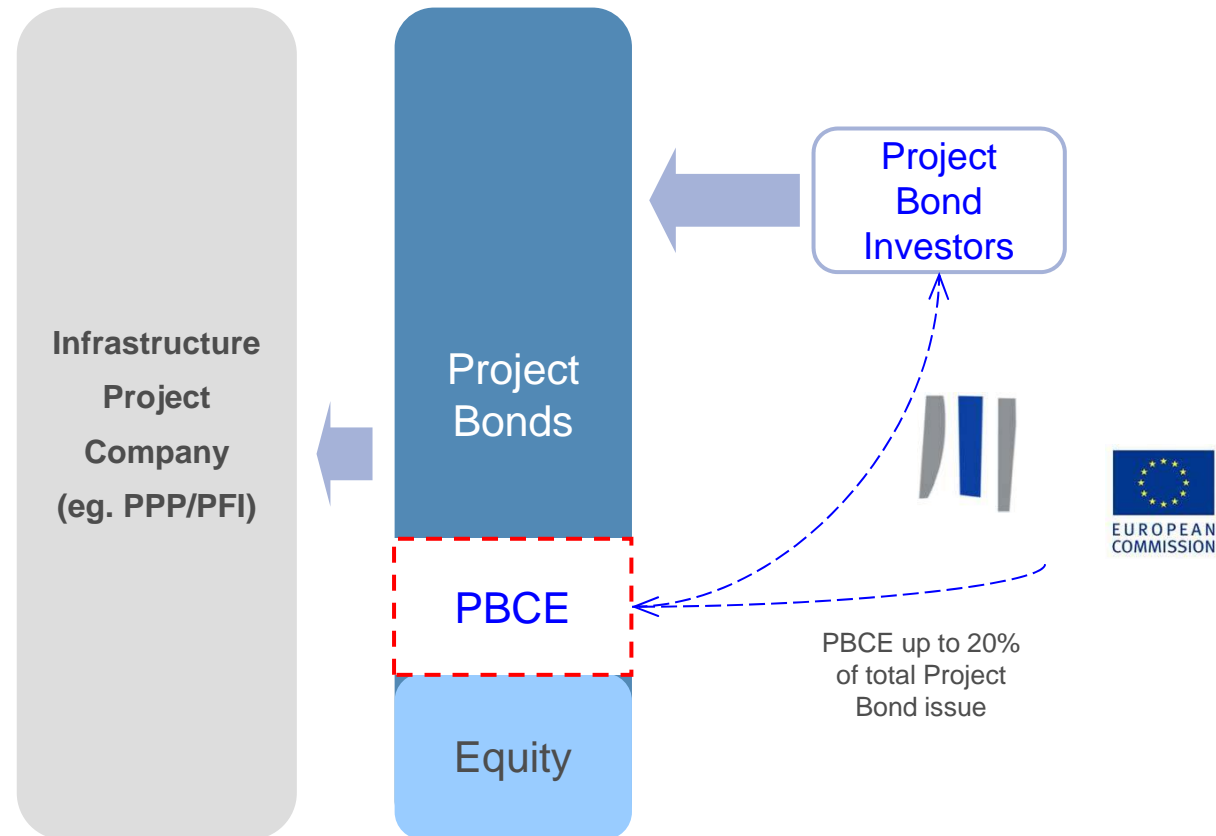 Infrastructure
Project
Company
(eg. PPP/PFI)
Project
Bonds
PBCE
Equity
Project
Bond
Investors
EUROPEAN
COMMISSION
PBCE up to 20%
of total Project
Bond issue